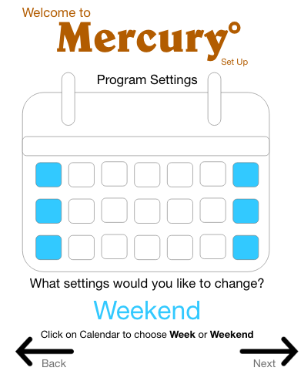 Welcome to
Mercury°
Set Up
Program Settings
What settings would you like to change?
Weekend
Click on Calendar to choose Week or Weekend
Back
Next